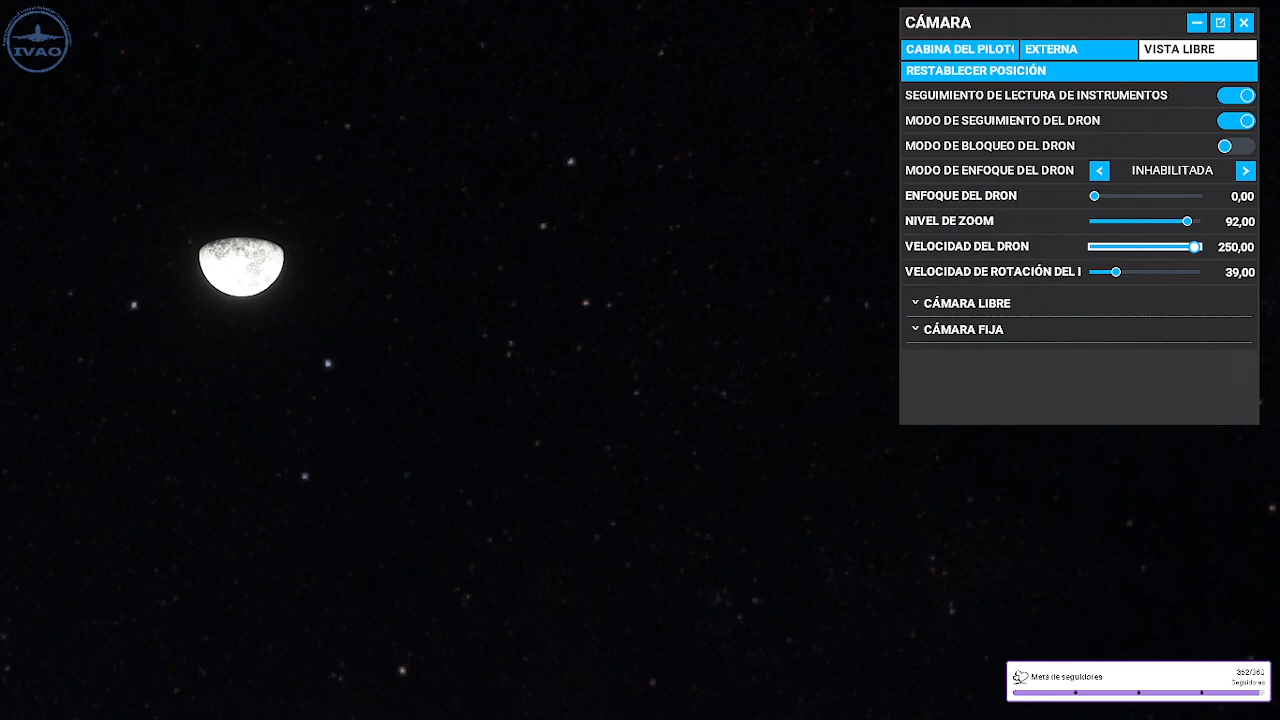 IVAO
CÁMARA
CABINA DEL PILOTO
EXTERNA
VISTA LIBRE
RESTABLECER POSICIÓN
SEGUIMIENTO DE LECTURA DE INSTRUMENTOS
MODO DE SEGUIMIENTO DEL DRON
MODO DE BLOQUEO DEL DRON
MODO DE ENFOQUE DEL DRON < INHABILITADA >
ENFOQUE DEL DRON 0,00
NIVEL DE ZOOM 92,00
VELOCIDAD DEL DRON 250,00
VELOCIDAD DE ROTACIÓN DEL 39,00
CÁMARA LIBRE
CÁMARA FIJA
Meta de seguidores
Seguidores